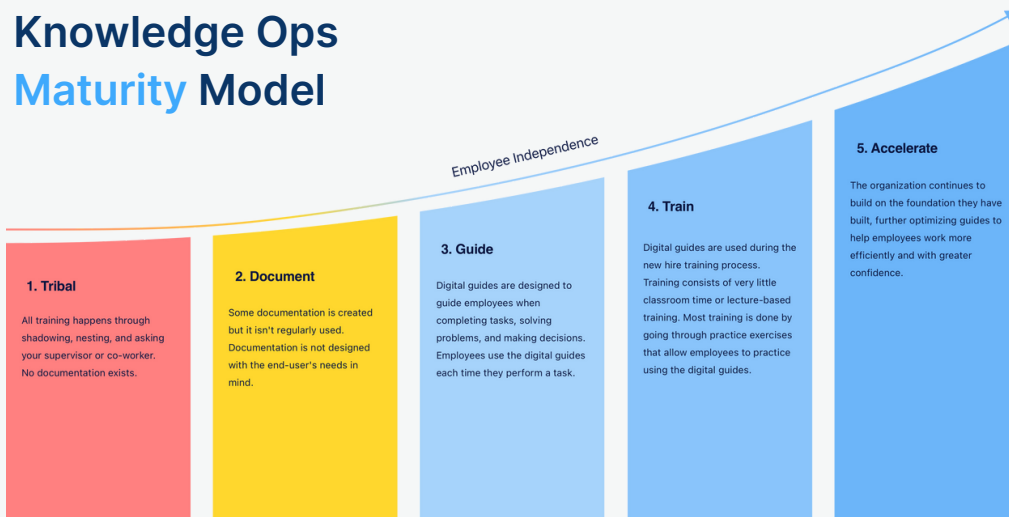 Knowledge Ops
Maturity Model
Employee Independence
1. Tribal
All training happens through
shadowing, nesting, and asking
your supervisor or co-worker.
No documentation exists.
2. Document
Some documentation is created
but it isn't regularly used.
Documentation is not designed
with the end-user's needs in
mind.
3. Guide
Digital guides are designed to
guide employees when
completing tasks, solving
problems, and making decisions.
Employees use the digital guides
each time they perform a task.
4. Train
Digital guides are used during the
new hire training process.
Training consists of very little
classroom time or lecture-based
training. Most training is done by
going through practice exercises
that allow employees to practice
using the digital guides.
5. Accelerate
The organization continues to
build on the foundation they have
built, further optimizing guides to
help employees work more
efficiently and with greater
confidence.